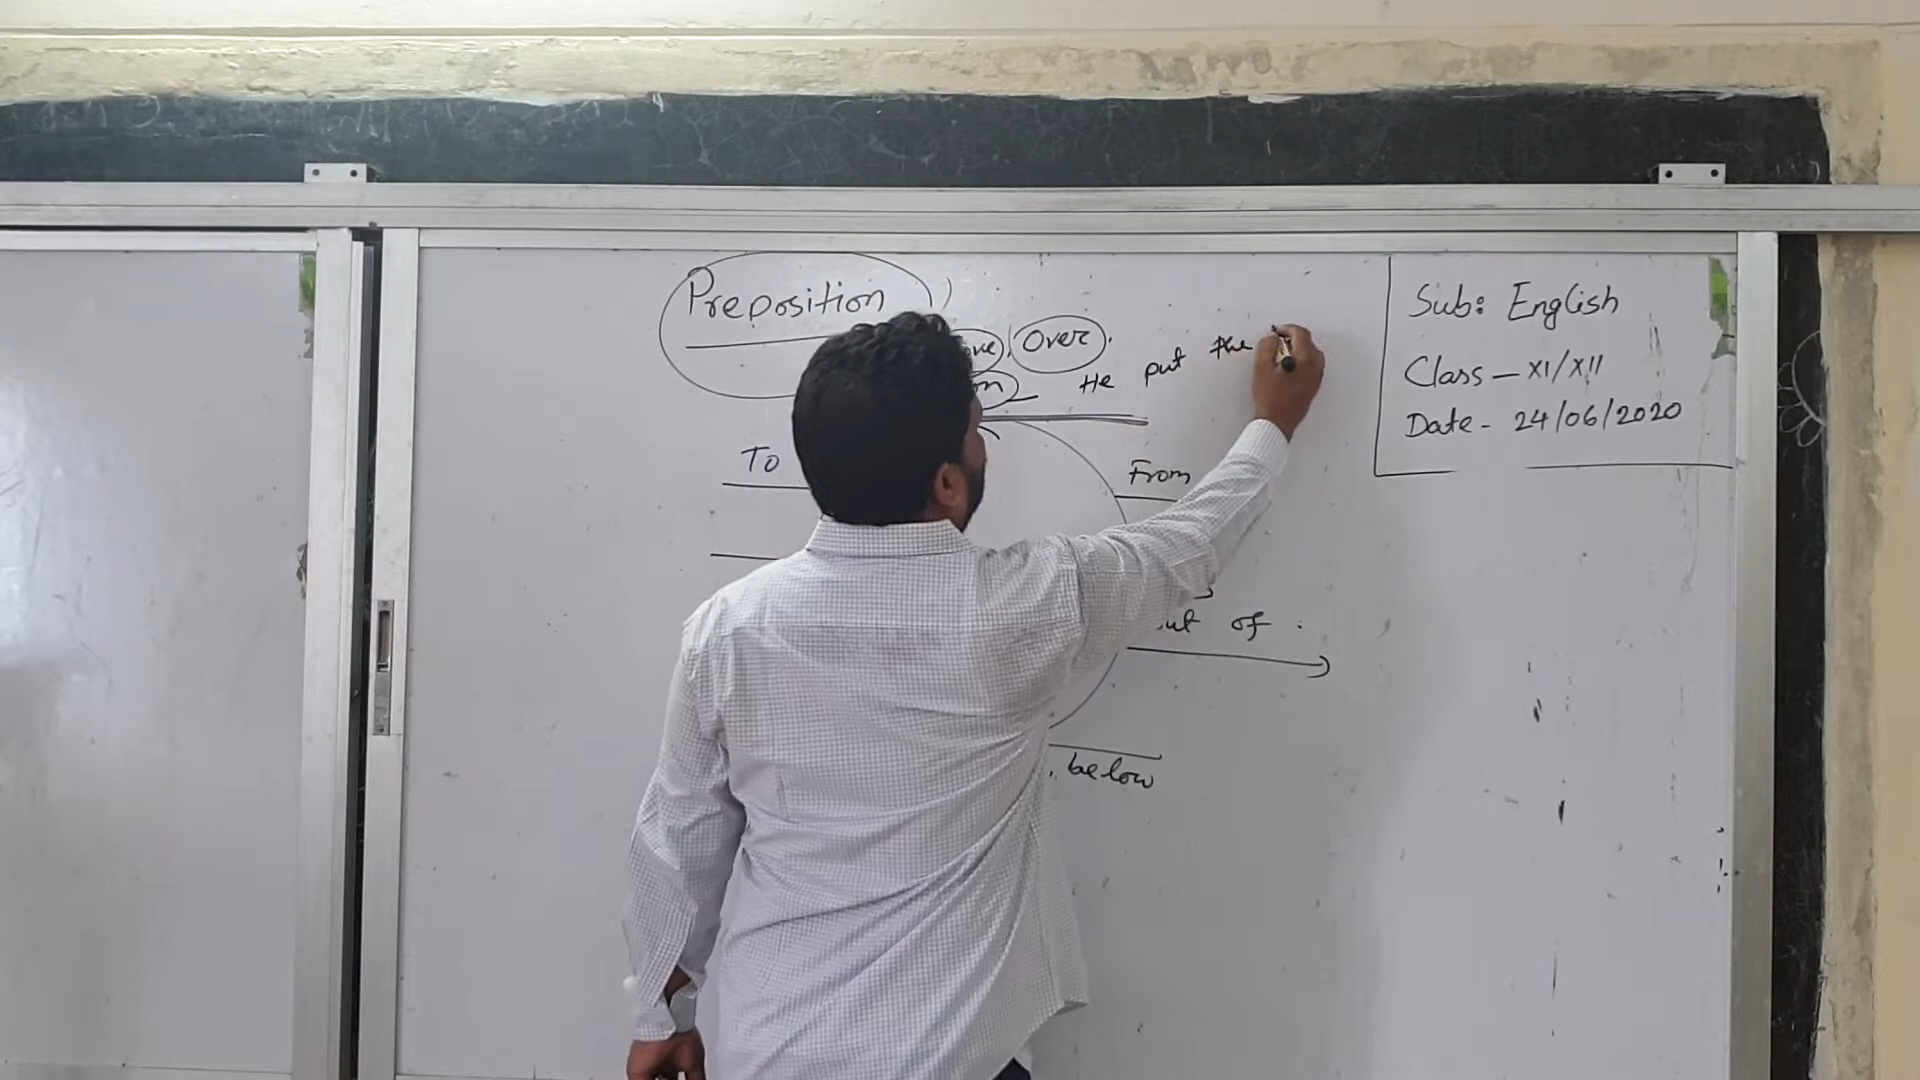 Preposition
Over.
He put the
To
From
of .
below
Sub: English
Class - XI/XII
Date - 24/06/2020